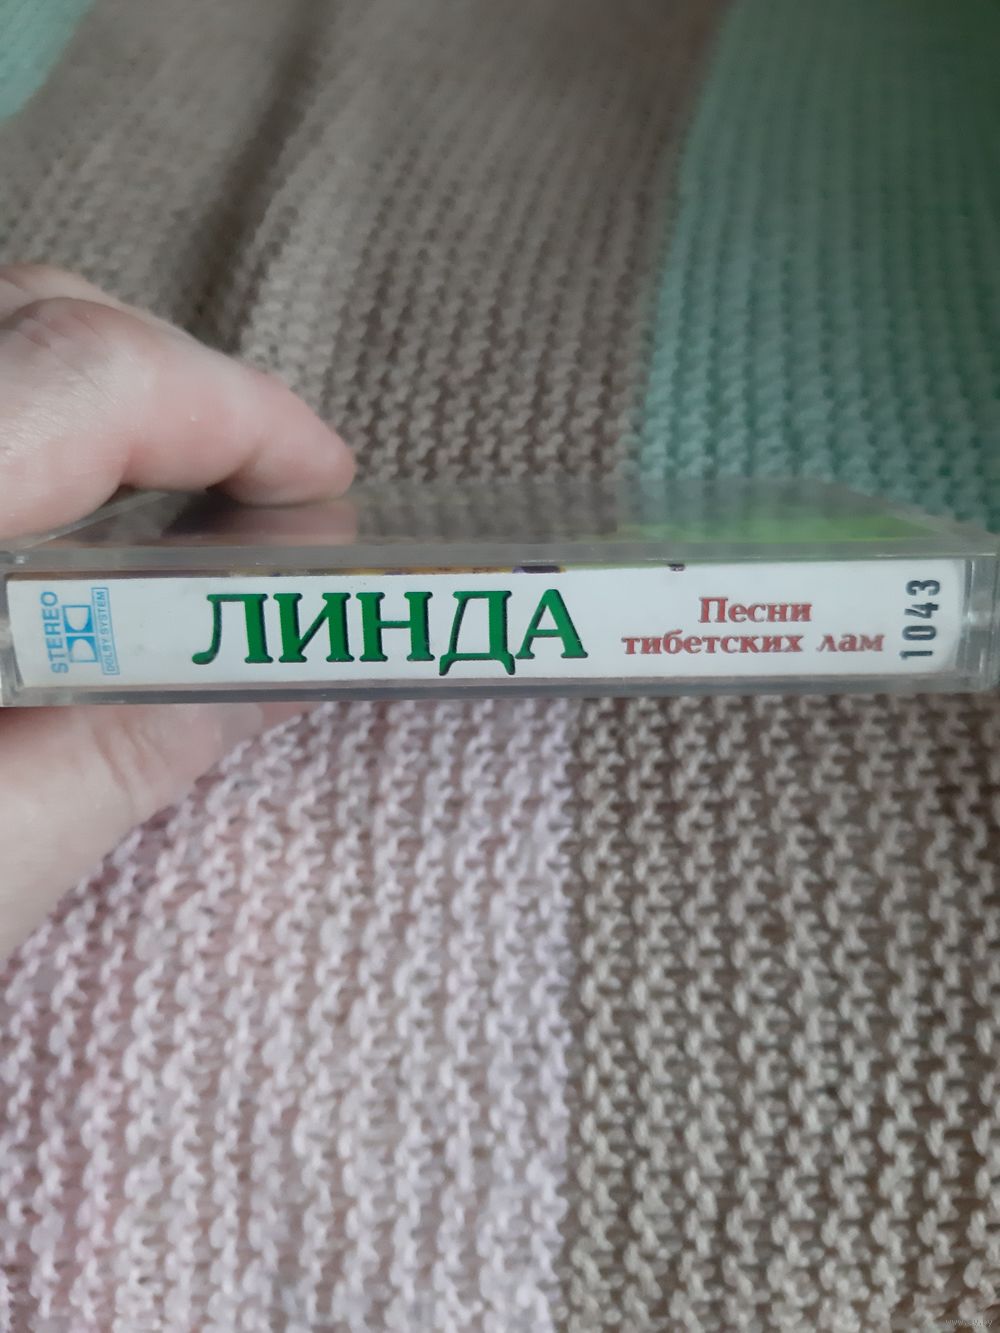 STEREO
DOLBY SYSTEM
ЛИНДА
Песни
тибетских лам
1043